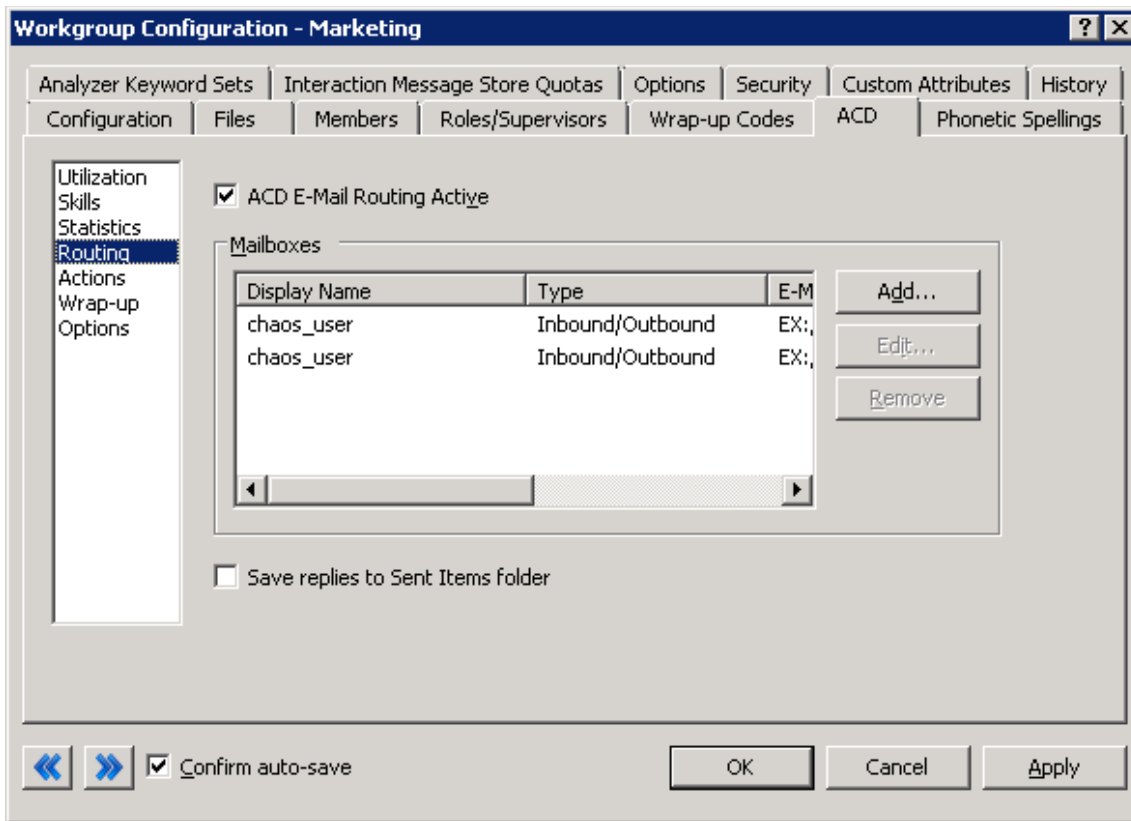 Workgroup Configuration - Marketing
Analyzer Keyword Sets Interaction Message Store Quotas Options Security Custom Attributes History
Configuration Files Members Roles/Supervisors Wrap-up Codes ACD Phonetic Spellings
Utilization
Skills
Statistics
Routing
Actions
Wrap-up
Options
ACD E-Mail Routing Active
Mailboxes
Display Name Type E-M
chaos_user Inbound/Outbound EX:,
chaos_user Inbound/Outbound EX:,
Add...
Edit...
Remove
Save replies to Sent Items folder
Confirm auto-save OK Cancel Apply